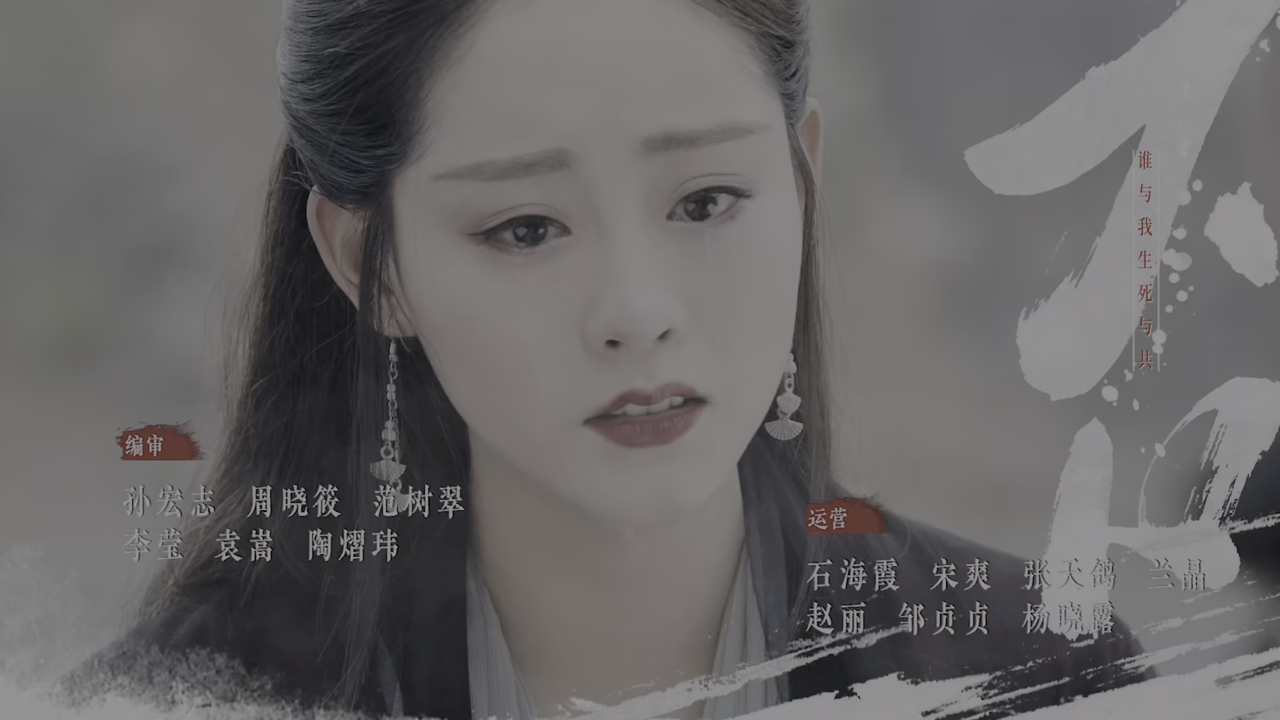 谁与我生死与共
编审
孙宏志 周晓筱 范树翠
李莹 袁嵩 陶熠玮
运营
石海霞 宋爽 张天鸽 兰晶
赵丽 邹贞贞 杨晓露